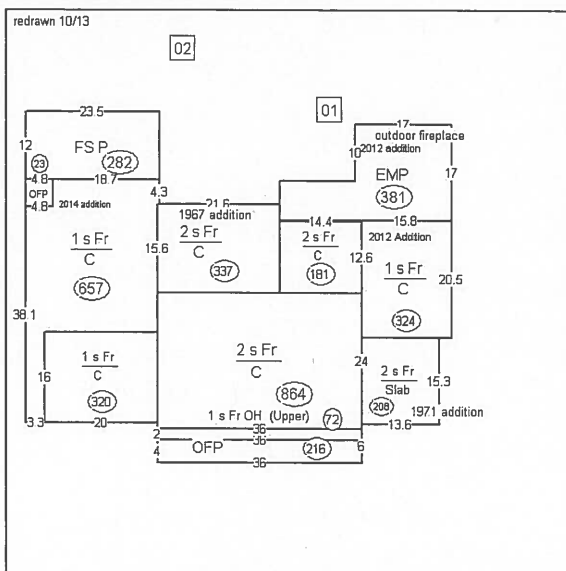 redrawn 10/13
02
01
23.5
17
outdoor fireplace
2012 addition
12
FS P
282
10
EMP
381
17
23
4.8
18.7
OFP
4.8
2014 addition
4.3
21.6
1967 addition
14.4
15.8
2012 Addition
1 s Fr
C
657
15.6
2 s Fr
C
337
2 s Fr
C
181
12.6
1 s Fr
C
324
20.5
38.1
16
1 s Fr
C
320
3.3
20
2 s Fr
C
864
24
1 s Fr OH (Upper)
72
2 s Fr
Slab
208
15.3
1971 addition
13.6
36
2
36
OFP
216
4
6
36